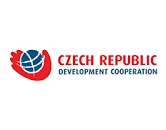 CZECH REPUBLIC
DEVELOPMENT COOPERATION